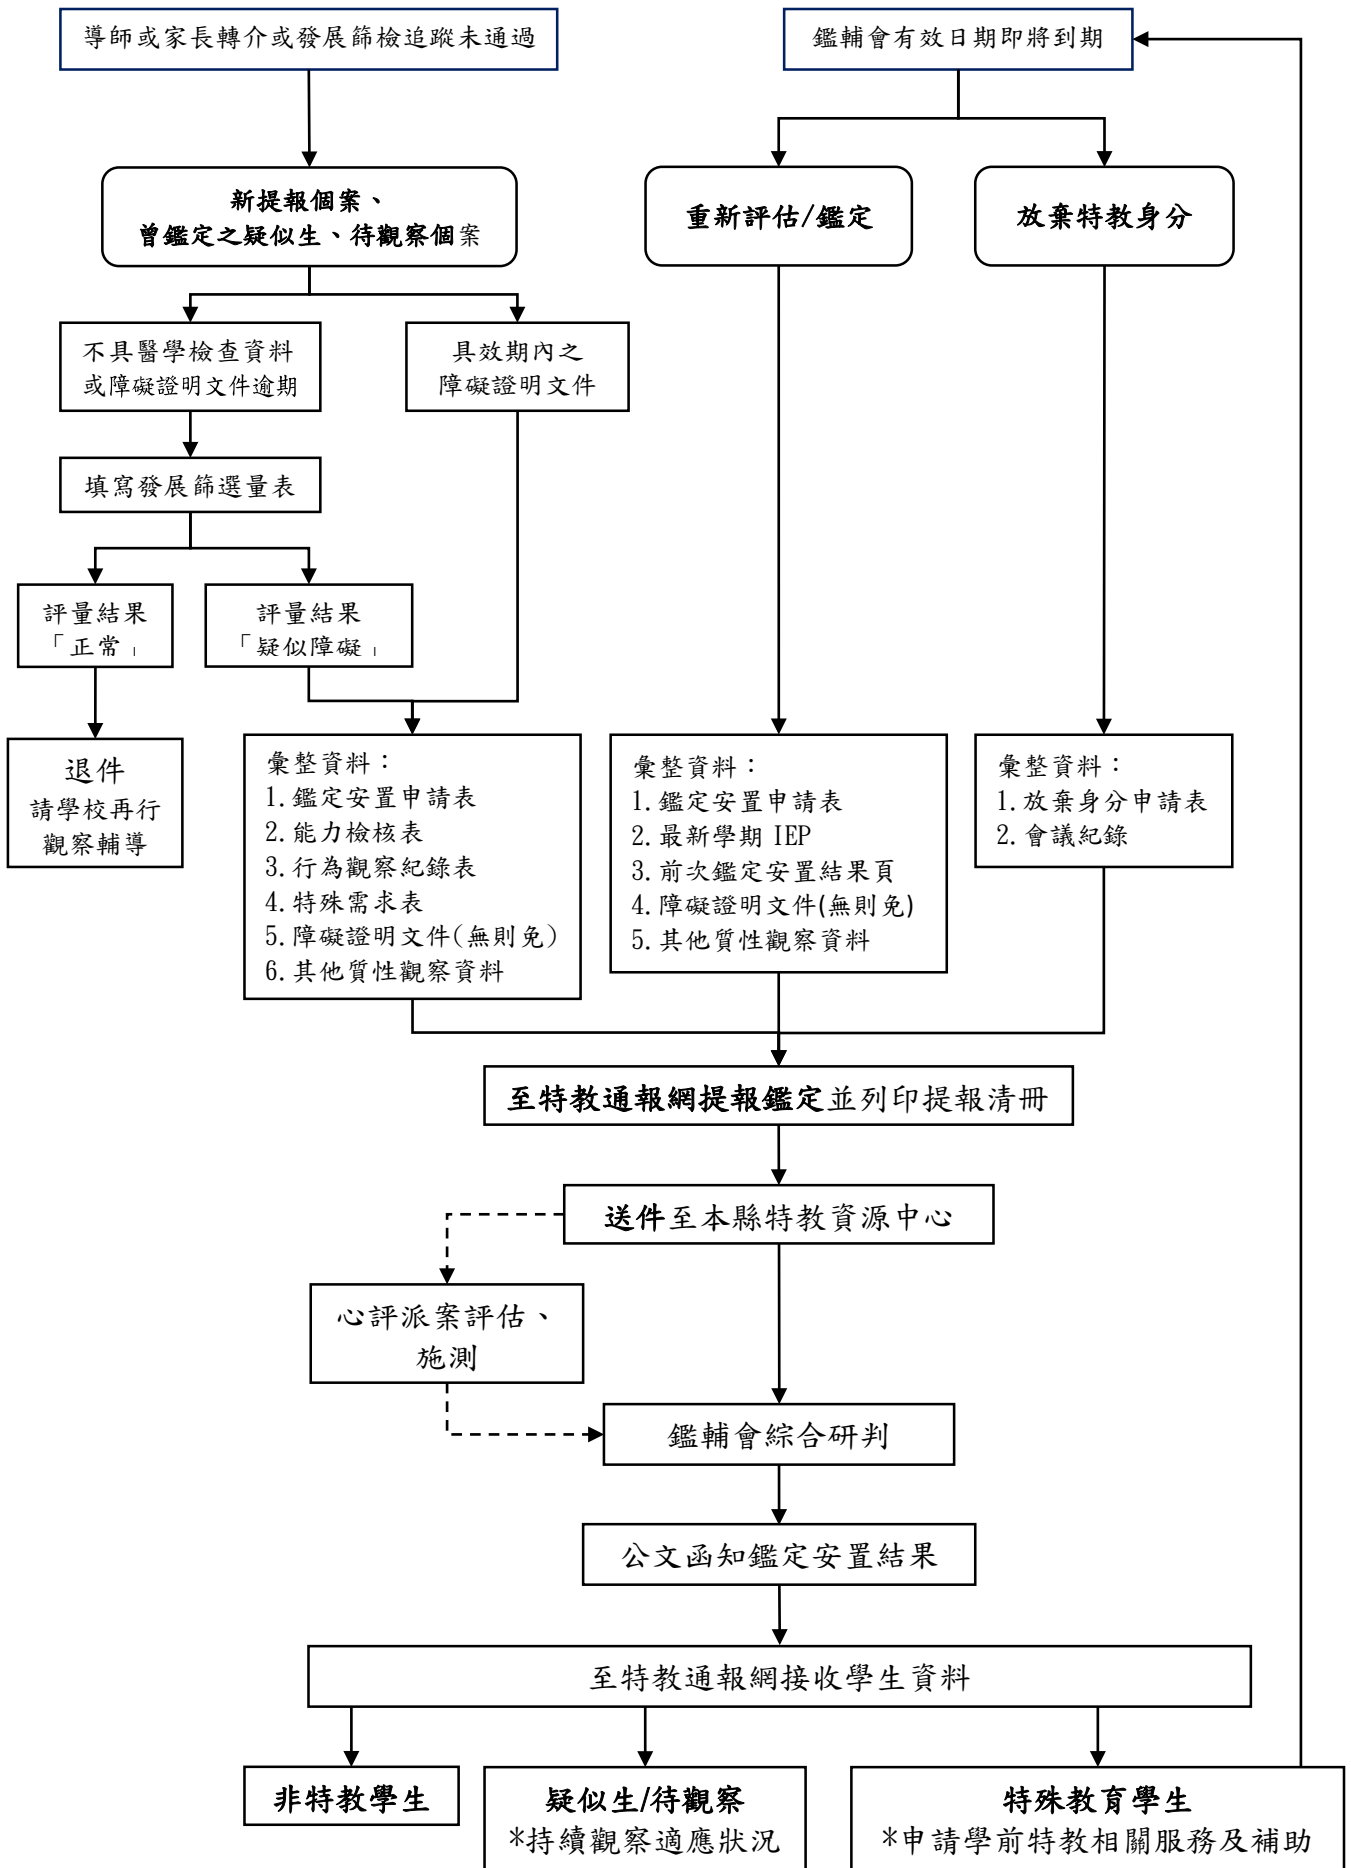 導師或家長轉介或發展篩檢追蹤未通過
鑑輔會有效日期即將到期
新提報個案、
曾鑑定之疑似生、待觀察個案
重新評估/鑑定
放棄特教身分
不具醫學檢查資料
或障礙證明文件逾期
具效期內之
障礙證明文件
填寫發展篩選量表
評量結果
「正常」
評量結果
「疑似障礙」
退件
請學校再行
觀察輔導
彙整資料：
1.鑑定安置申請表
2.能力檢核表
3.行為觀察紀錄表
4.特殊需求表
5.障礙證明文件(無則免)
6.其他質性觀察資料
彙整資料：
1.鑑定安置申請表
2.最新學期 IEP
3.前次鑑定安置結果頁
4.障礙證明文件(無則免)
5.其他質性觀察資料
彙整資料：
1.放棄身分申請表
2.會議紀錄
至特教通報網提報鑑定並列印提報清冊
送件至本縣特教資源中心
心評派案評估、
施測
鑑輔會綜合研判
公文函知鑑定安置結果
至特教通報網接收學生資料
非特教學生
疑似生/待觀察
*持續觀察適應狀況
特殊教育學生
*申請學前特教相關服務及補助